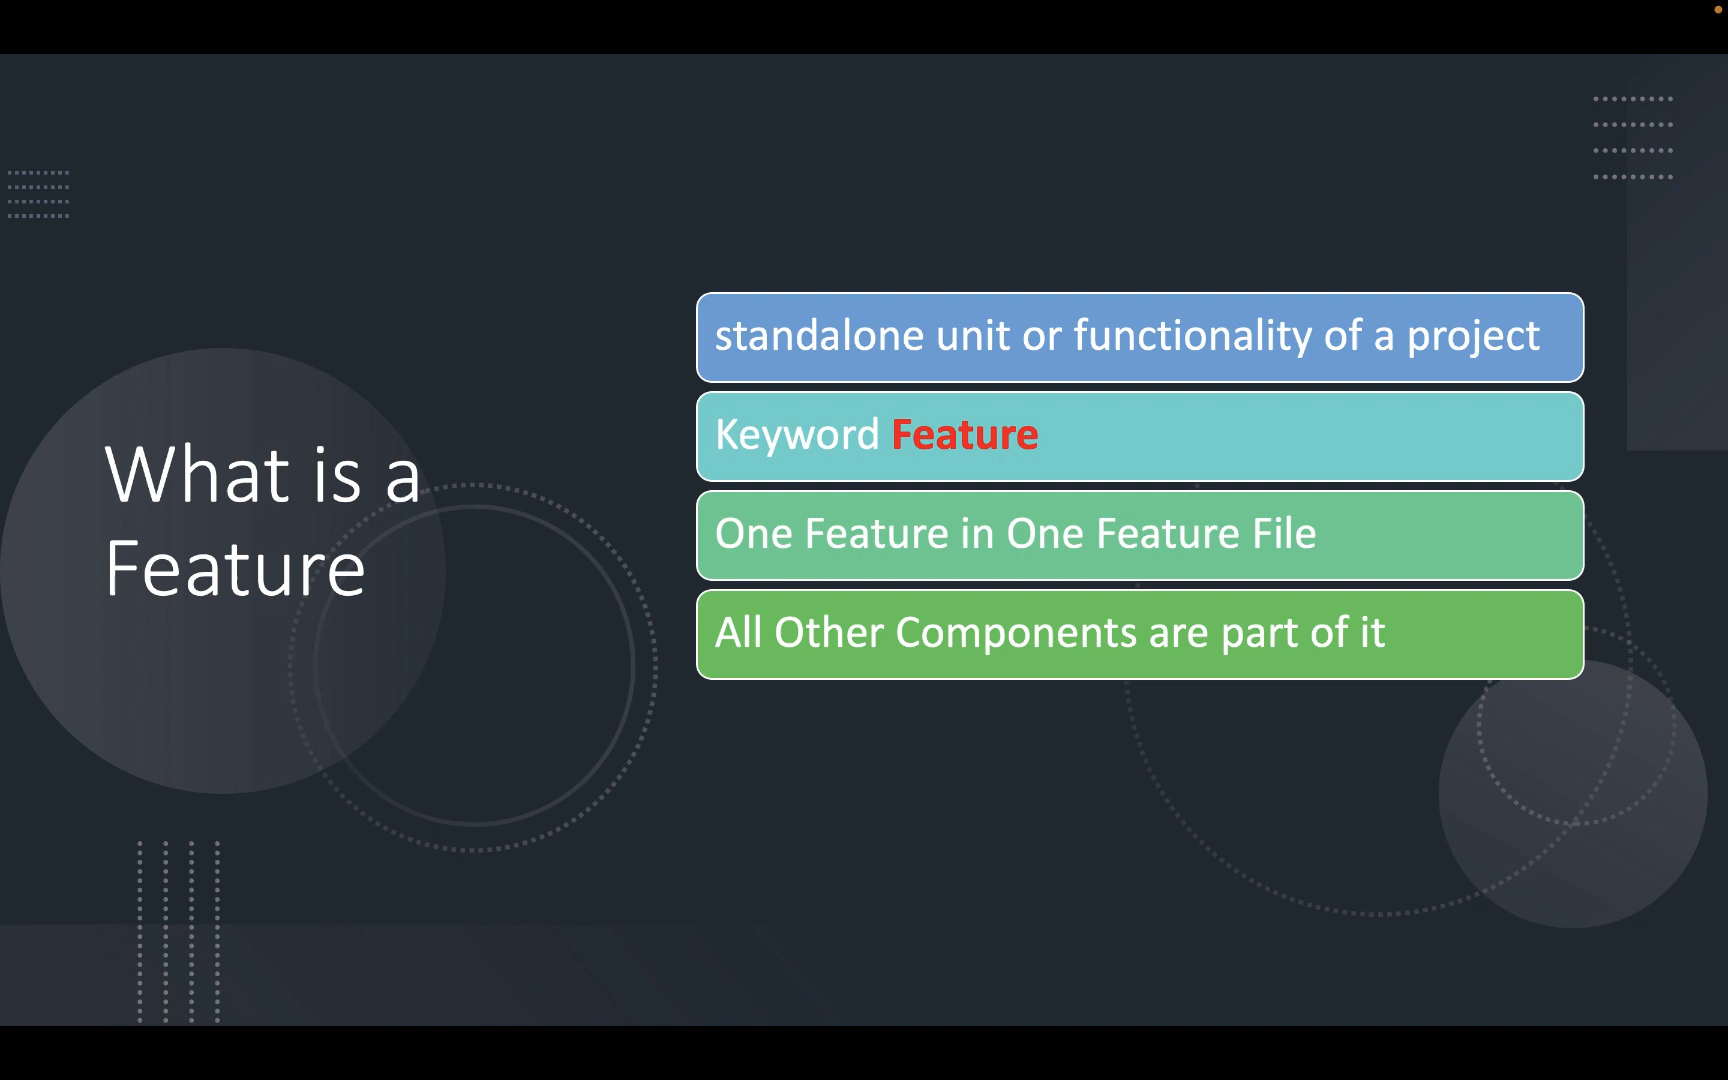 What is a
Feature
standalone unit or functionality of a project
Keyword Feature
One Feature in One Feature File
All Other Components are part of it